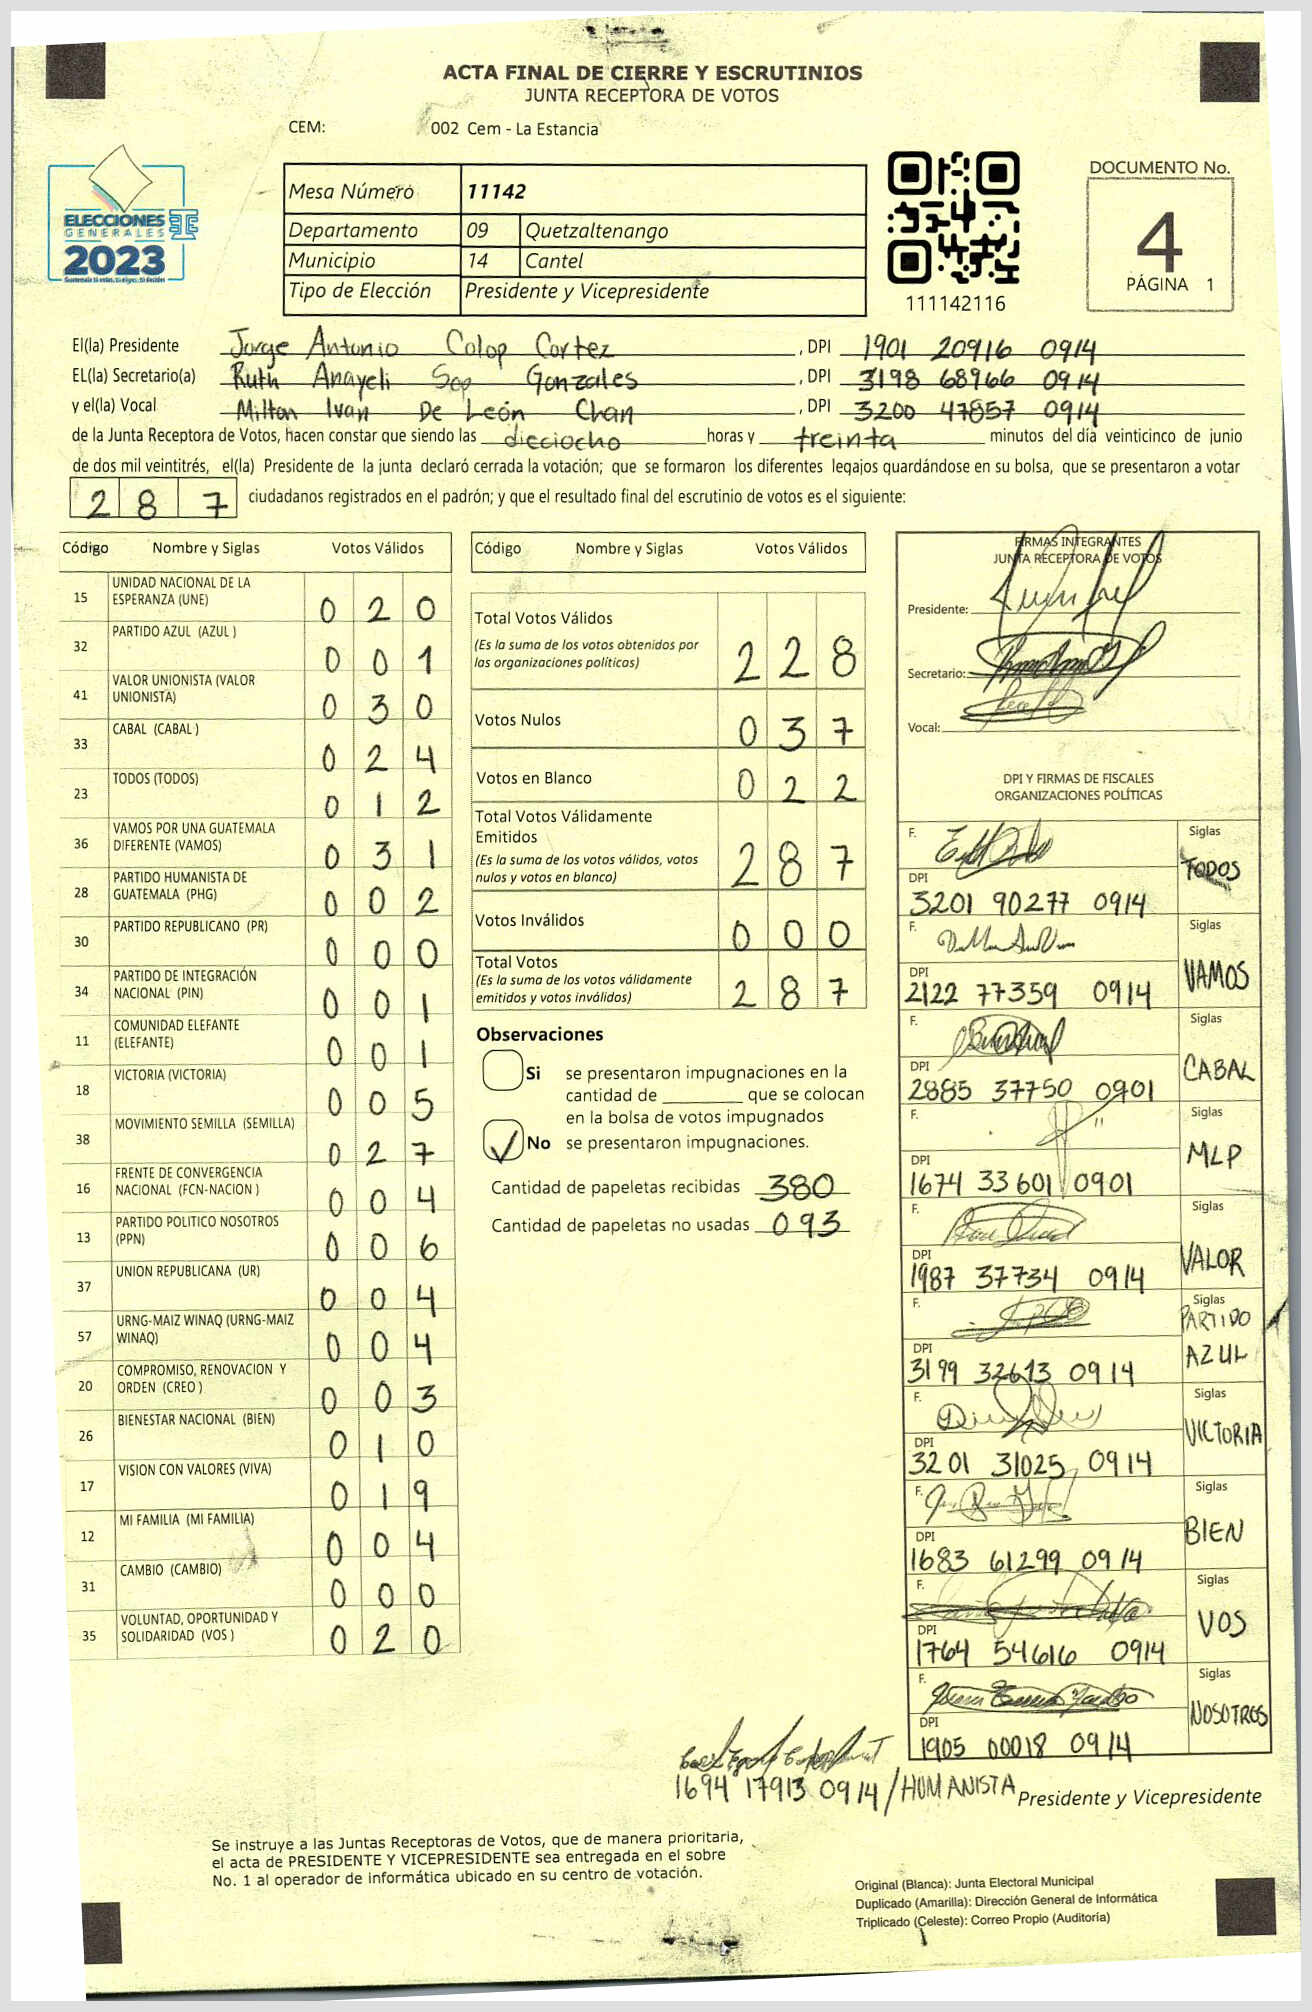 ACTA FINAL DE CIERRE Y ESCRUTINIOS
JUNTA RECEPTORA DE VOTOS
CEM: 002 Cem - La Estancia
ELECCIONES
GENERALES
2023
Mesa Número 11142
Departamento 09 Quetzaltenango
Municipio 14 Cantel
Tipo de Elección Presidente y Vicepresidente
111142116
DOCUMENTO No.
4
PÁGINA 1
El(la) Presidente Jorge Antonio Colop Cortez , DPI 1901 20916 0914
EL(la) Secretario(a) Ruth Anayeli Sop Gonzales , DPI 3198 68966 0914
y el(la) Vocal Milton Ivan De León Chan , DPI 3200 47857 0914
de la Junta Receptora de Votos, hacen constar que siendo las dieciocho horas y treinta minutos del día veinticinco de junio
de dos mil veintitrés, el(la) Presidente de la junta declaró cerrada la votación; que se formaron los diferentes legajos quardándose en su bolsa, que se presentaron a votar
287 ciudadanos registrados en el padrón; y que el resultado final del escrutinio de votos es el siguiente:
Código Nombre y Siglas Votos Válidos
15 UNIDAD NACIONAL DE LA ESPERANZA (UNE) 0 2 0
32 PARTIDO AZUL (AZUL ) 0 0 1
41 VALOR UNIONISTA (VALOR UNIONISTA) 0 3 0
33 CABAL (CABAL ) 0 2 4
23 TODOS (TODOS) 0 1 2
36 VAMOS POR UNA GUATEMALA DIFERENTE (VAMOS) 0 3 1
28 PARTIDO HUMANISTA DE GUATEMALA (PHG) 0 0 2
30 PARTIDO REPUBLICANO (PR) 0 0 0
34 PARTIDO DE INTEGRACIÓN NACIONAL (PIN) 0 0 1
11 COMUNIDAD ELEFANTE (ELEFANTE) 0 0 1
18 VICTORIA (VICTORIA) 0 0 5
38 MOVIMIENTO SEMILLA (SEMILLA) 0 2 7
16 FRENTE DE CONVERGENCIA NACIONAL (FCN-NACION ) 0 0 4
13 PARTIDO POLITICO NOSOTROS (PPN) 0 0 6
37 UNION REPUBLICANA (UR) 0 0 4
57 URNG-MAIZ WINAQ (URNG-MAIZ WINAQ) 0 0 4
20 COMPROMISO, RENOVACION Y ORDEN (CREO ) 0 0 3
26 BIENESTAR NACIONAL (BIEN) 0 1 0
17 VISION CON VALORES (VIVA) 0 1 9
12 MI FAMILIA (MI FAMILIA) 0 0 4
31 CAMBIO (CAMBIO) 0 0 0
35 VOLUNTAD, OPORTUNIDAD Y SOLIDARIDAD (VOS ) 0 2 0
Código Nombre y Siglas Votos Válidos
Total Votos Válidos
(Es la suma de los votos obtenidos por
las organizaciones políticos) 2 2 8
Votos Nulos 0 3 7
Votos en Blanco 0 2 2
Total Votos Válidamente
Emitidos
(Es la suma de los votos válidos, votos
nulos y votos en blanco) 2 8 7
Votos Inválidos 0 0 0
Total Votos
(Es la suma de los votos válidamente
emitidos y votos inválidos) 2 8 7
Observaciones
Si se presentaron impugnaciones en la
cantidad de ________ que se colocan
en la bolsa de votos impugnados
No se presentaron impugnaciones.
Cantidad de papeletas recibidas 380
Cantidad de papeletas no usadas 093
FIRMAS INTEGRANTES
JUNTA RECEPTORA DE VOTOS
Presidente:
Secretario:
Vocal:
DPI Y FIRMAS DE FISCALES
ORGANIZACIONES POLÍTICAS
F. Siglas TODOS
DPI 3201 90277 0914
F. Siglas VAMOS
DPI 2122 77359 0914
F. Siglas CABAL
DPI 2885 37750 0901
F. Siglas MLP
DPI 1674 33601 0901
F. Siglas VALOR
DPI 1987 37734 0914
F. Siglas PARTIDO AZUL
DPI 3199 32613 0914
F. Siglas VICTORIA
DPI 3201 31025 0914
F. Siglas BIEN
DPI 1683 61299 0914
F. Siglas VOS
DPI 1764 54616 0914
F. Siglas NOSOTROS
DPI 1905 00018 0914
1694 17913 0914 / HUMANISTA
Presidente y Vicepresidente
Se instruye a las Juntas Receptoras de Votos, que de manera prioritaria,
el acta de PRESIDENTE Y VICEPRESIDENTE sea entregada en el sobre
No. 1 al operador de informática ubicado en su centro de votación.
Original (Blanca): Junta Electoral Municipal
Duplicado (Amarilla): Dirección General de Informática
Triplicado (Celeste): Correo Propio (Auditoría)